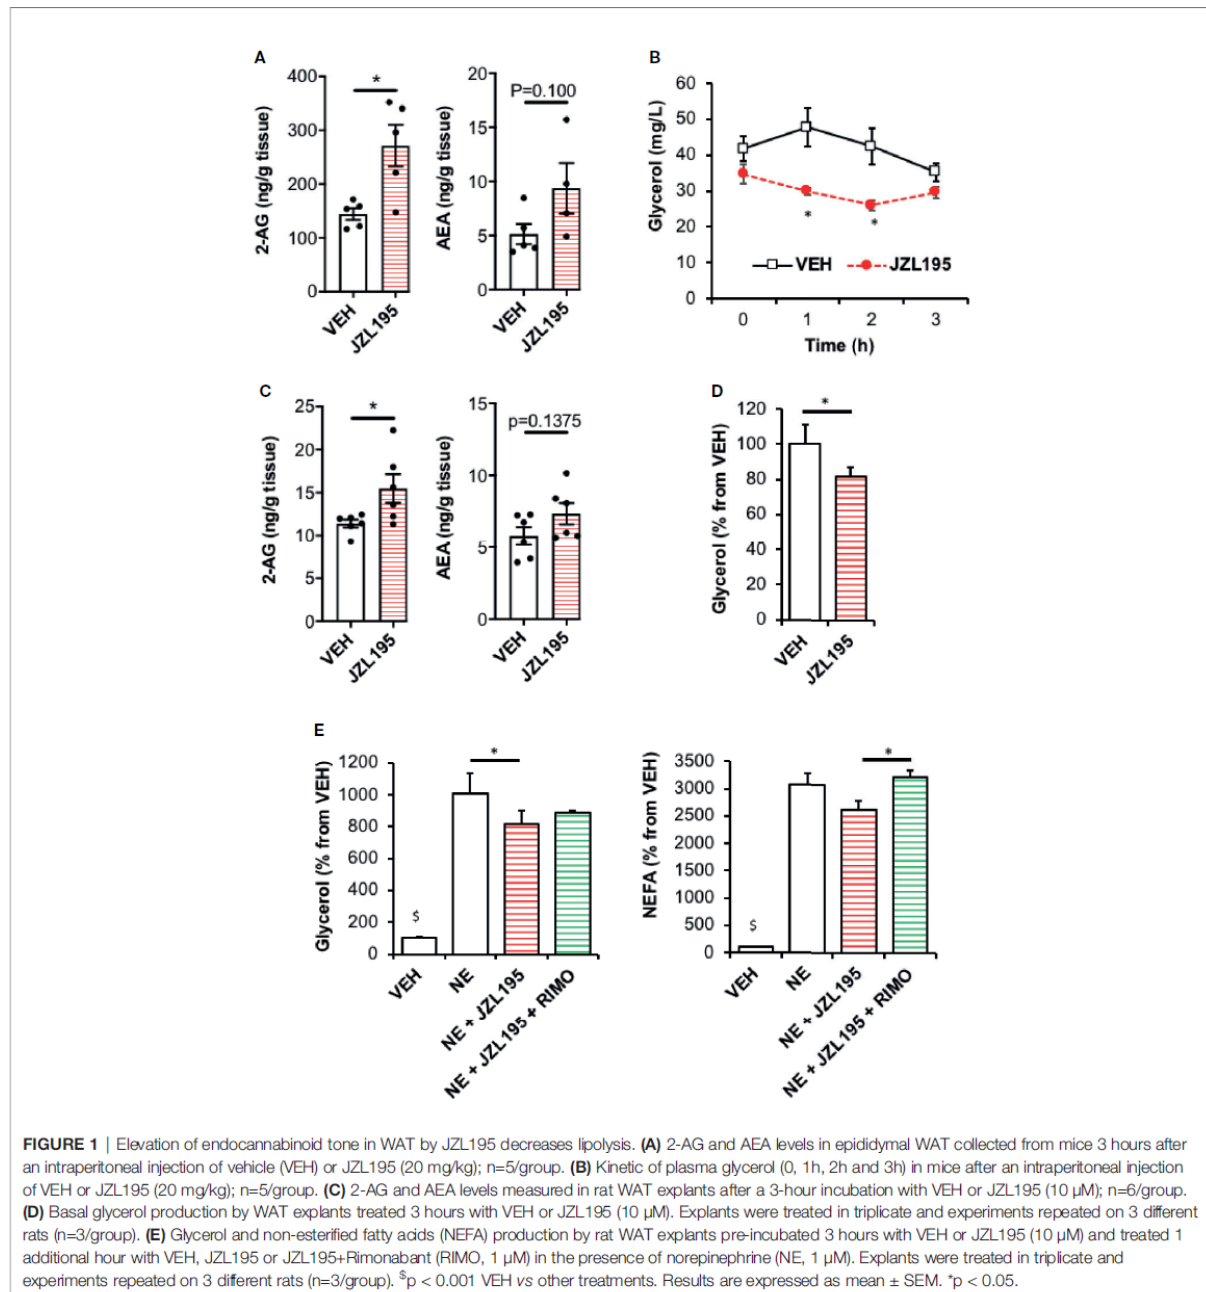 A
B
400
300
200
100
0
2-AG (ng/g tissue)
*
VEH
JZL195
20
15
10
5
0
AEA (ng/g tissue)
P=0.100
VEH
JZL195
60
50
40
30
20
10
0
Glycerol (mg/L)
*
*
VEH
JZL195
0 1 2 3
Time (h)
C
D
25
20
15
10
5
0
2-AG (ng/g tissue)
*
VEH
JZL195
15
10
5
0
AEA (ng/g tissue)
p=0.1375
VEH
JZL195
120
100
80
60
40
20
0
Glycerol (% from VEH)
*
VEH
JZL195
E
1200
1000
800
600
400
200
0
Glycerol (% from VEH)
*
$
VEH
NE
NE + JZL195
NE + JZL195 + RIMO
3500
3000
2500
2000
1500
1000
500
0
NEFA (% from VEH)
*
$
VEH
NE
NE + JZL195
NE + JZL195 + RIMO
FIGURE 1 | Elevation of endocannabinoid tone in WAT by JZL195 decreases lipolysis. (A) 2-AG and AEA levels in epididymal WAT collected from mice 3 hours after
an intraperitoneal injection of vehicle (VEH) or JZL195 (20 mg/kg); n=5/group. (B) Kinetic of plasma glycerol (0, 1h, 2h and 3h) in mice after an intraperitoneal injection
of VEH or JZL195 (20 mg/kg); n=5/group. (C) 2-AG and AEA levels measured in rat WAT explants after a 3-hour incubation with VEH or JZL195 (10 µM); n=6/group.
(D) Basal glycerol production by WAT explants treated 3 hours with VEH or JZL195 (10 µM). Explants were treated in triplicate and experiments repeated on 3 different
rats (n=3/group). (E) Glycerol and non-esterified fatty acids (NEFA) production by rat WAT explants pre-incubated 3 hours with VEH or JZL195 (10 µM) and treated 1
additional hour with VEH, JZL195 or JZL195+Rimonabant (RIMO, 1 µM) in the presence of norepinephrine (NE, 1 µM). Explants were treated in triplicate and
experiments repeated on 3 different rats (n=3/group). $p < 0.001 VEH vs other treatments. Results are expressed as mean ± SEM. *p < 0.05.